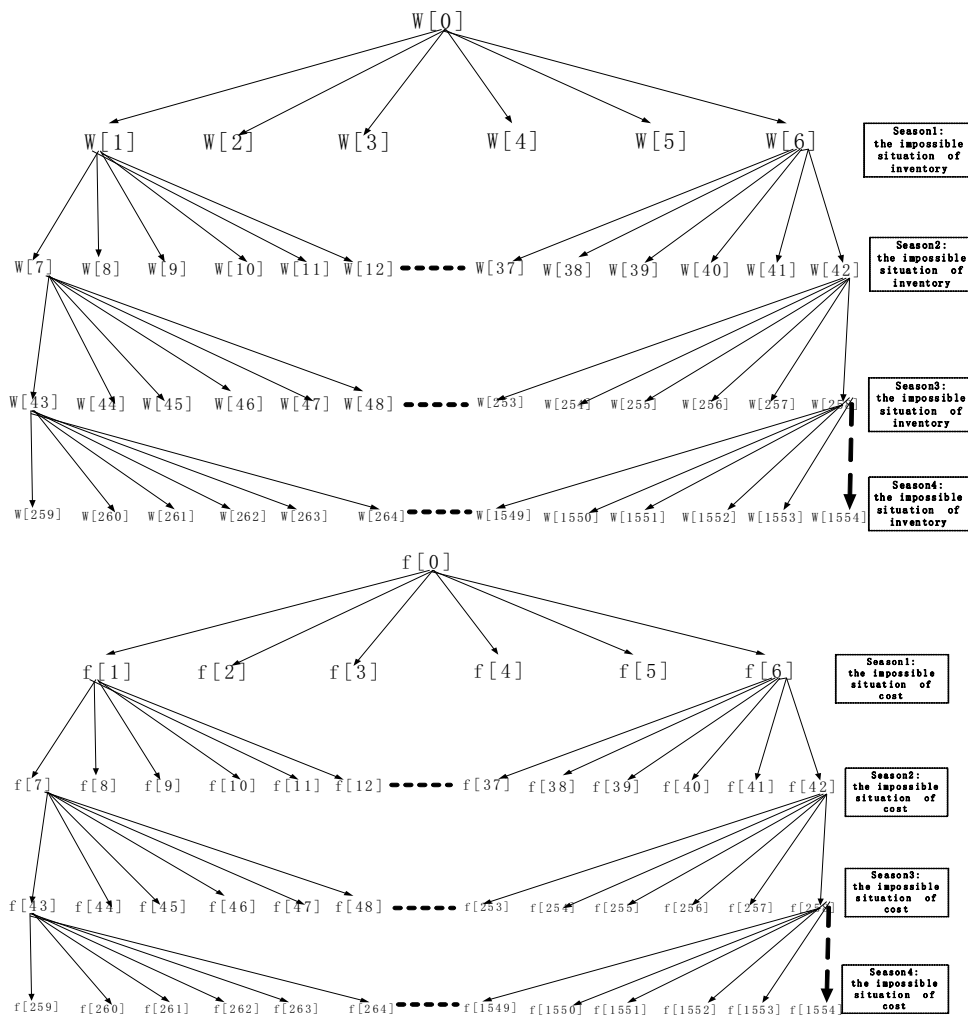 W[0]
W[1] W[2] W[3] W[4] W[5] W[6]
Season1:
the impossible
situation of
inventory
W[7] W[8] W[9] W[10] W[11] W[12] W[37] W[38] W[39] W[40] W[41] W[42]
Season2:
the impossible
situation of
inventory
W[43] W[44] W[45] W[46] W[47] W[48] W[253] W[254] W[255] W[256] W[257]
Season3:
the impossible
situation of
inventory
W[259] W[260] W[261] W[262] W[263] W[264] W[1549] W[1550] W[1551] W[1552] W[1553] W[1554]
Season4:
the impossible
situation of
inventory
f[0]
f[1] f[2] f[3] f[4] f[5] f[6]
Season1:
the impossible
situation of
cost
f[7] f[8] f[9] f[10] f[11] f[12] f[37] f[38] f[39] f[40] f[41] f[42]
Season2:
the impossible
situation of
cost
f[43] f[44] f[45] f[46] f[47] f[48] f[253] f[254] f[255] f[256] f[257]
Season3:
the impossible
situation of
cost
f[259] f[260] f[261] f[262] f[263] f[264] f[1549] f[1550] f[1551] f[1552] f[1553] f[1554]
Season4:
the impossible
situation of
cost